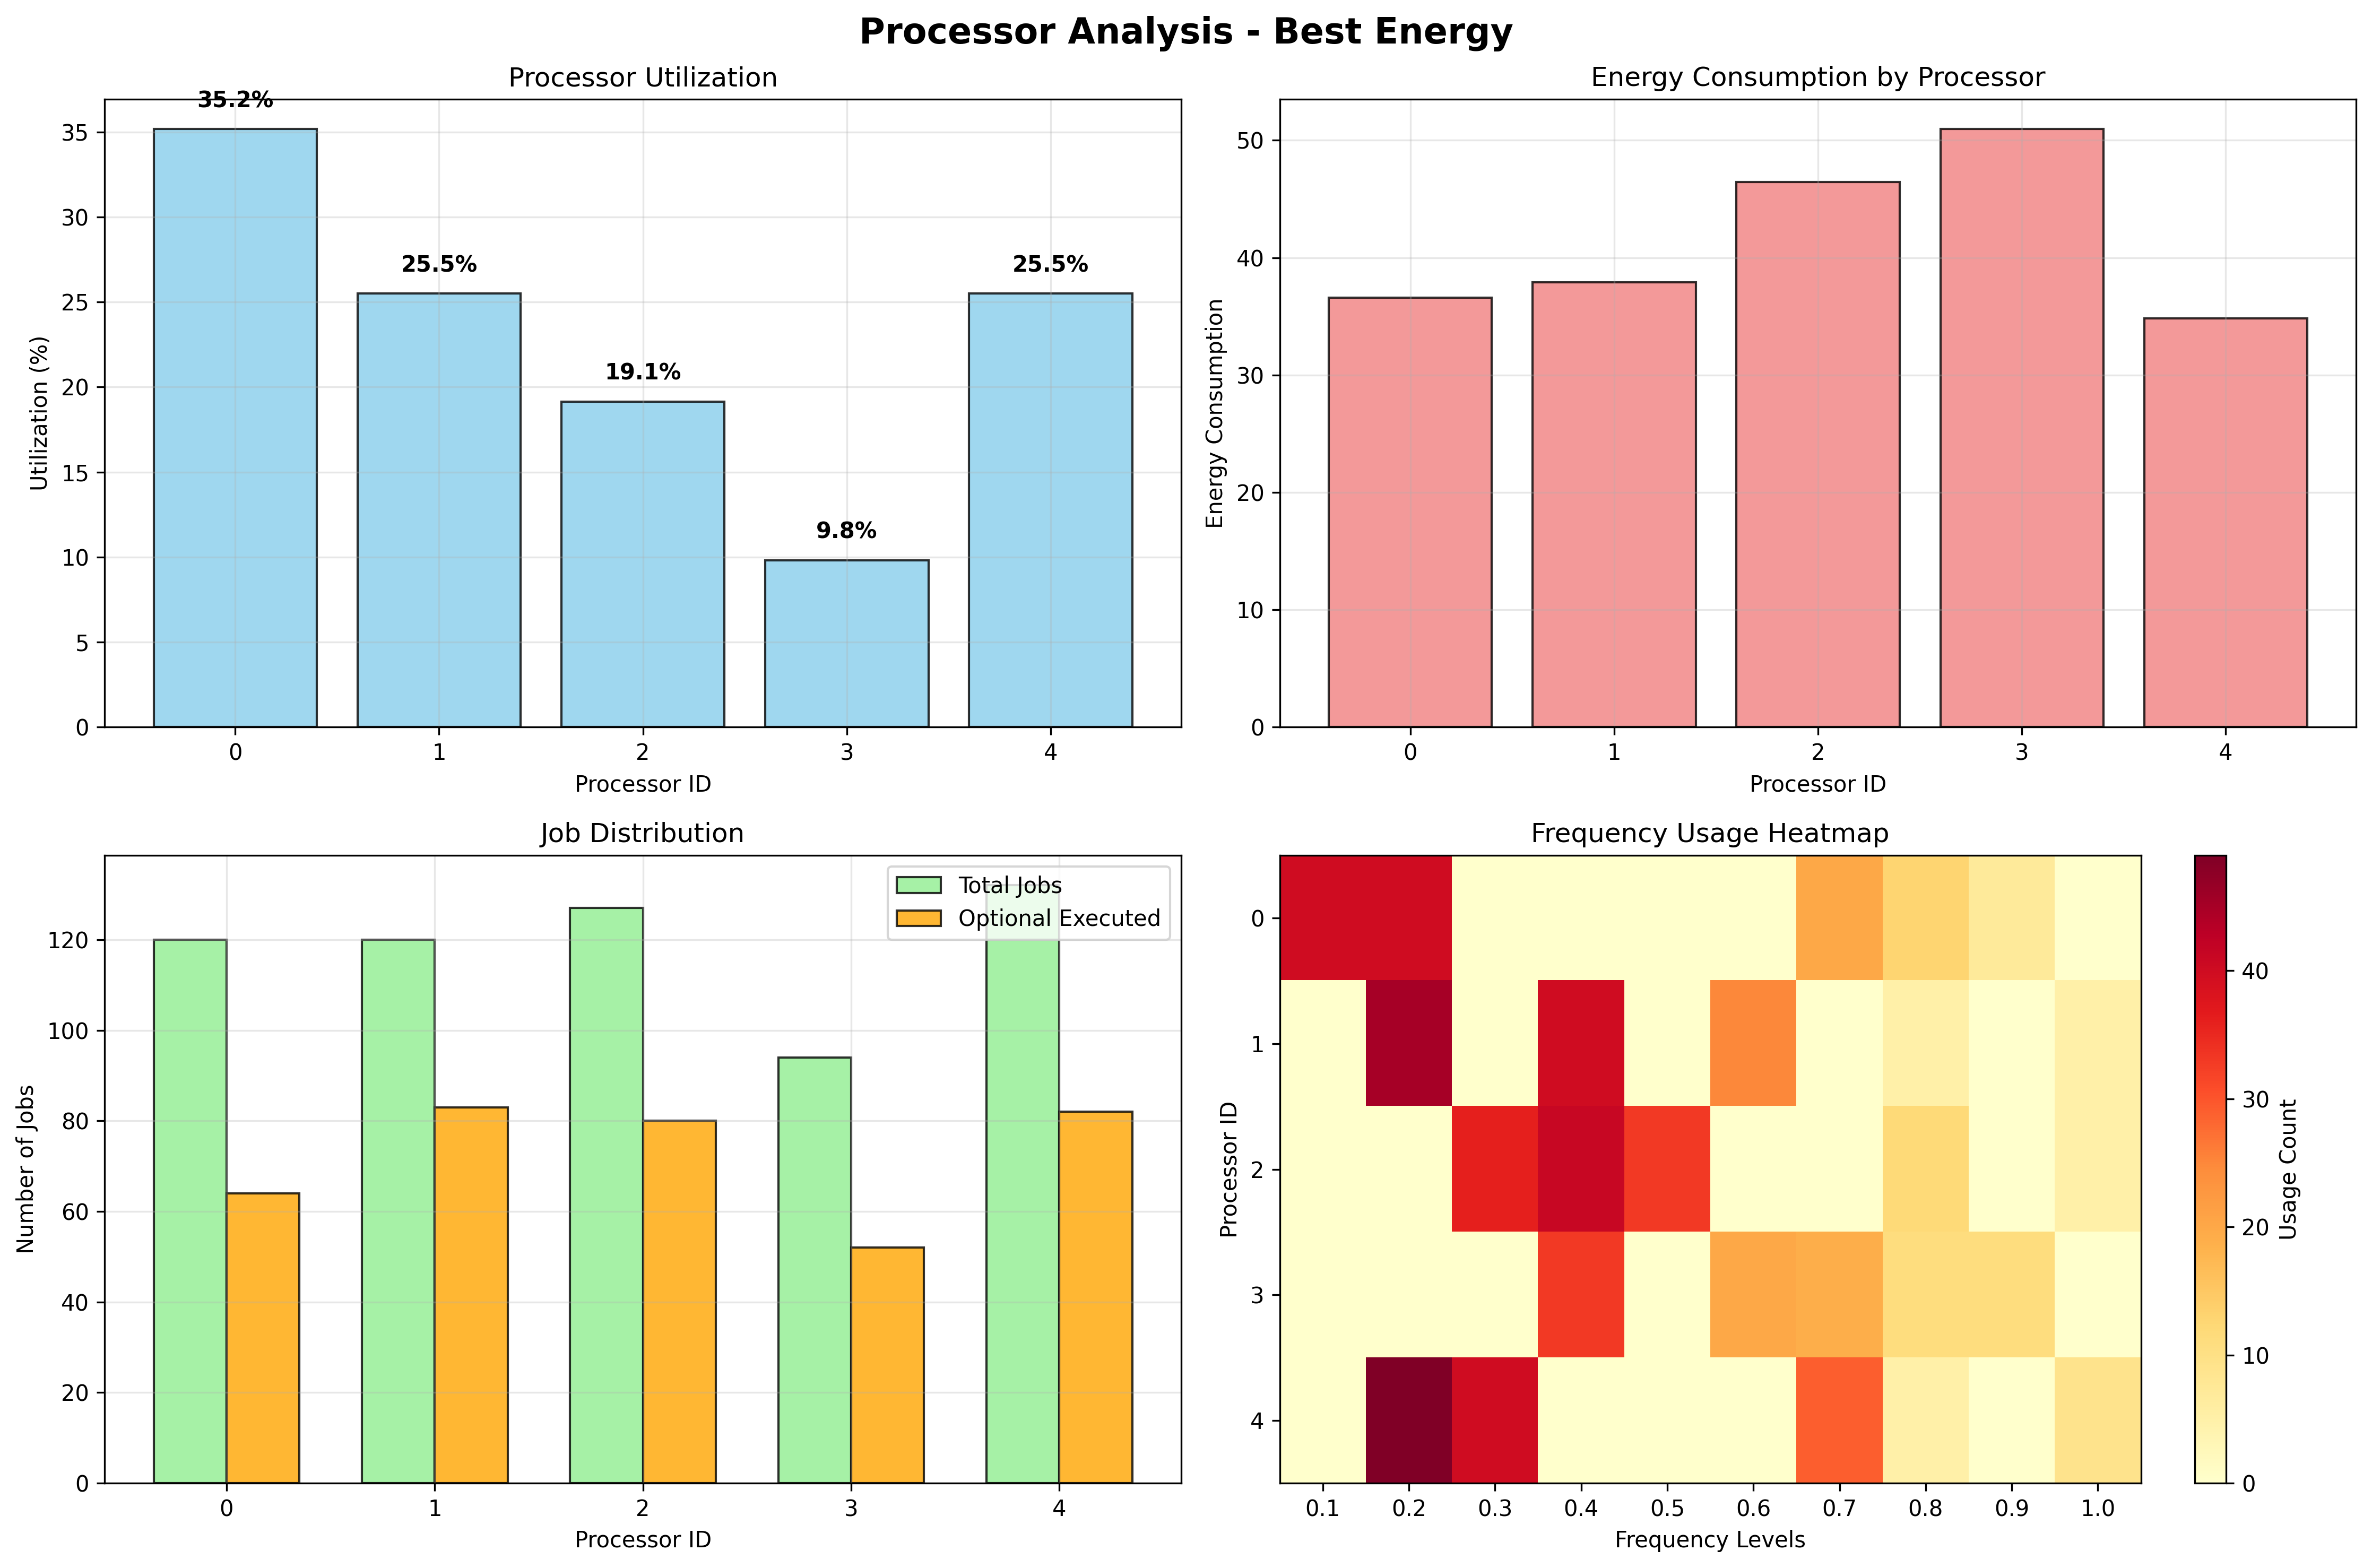 Processor Analysis - Best Energy
Processor Utilization
35.2%
25.5%
19.1%
9.8%
25.5%
35
30
25
20
15
10
5
0
Utilization (%)
0 1 2 3 4
Processor ID
Energy Consumption by Processor
50
40
30
20
10
0
Energy Consumption
0 1 2 3 4
Processor ID
Job Distribution
Total Jobs
Optional Executed
120
100
80
60
40
20
0
Number of Jobs
0 1 2 3 4
Processor ID
Frequency Usage Heatmap
0
1
2
3
4
Processor ID
0.1 0.2 0.3 0.4 0.5 0.6 0.7 0.8 0.9 1.0
Frequency Levels
40
30
20
10
0
Usage Count